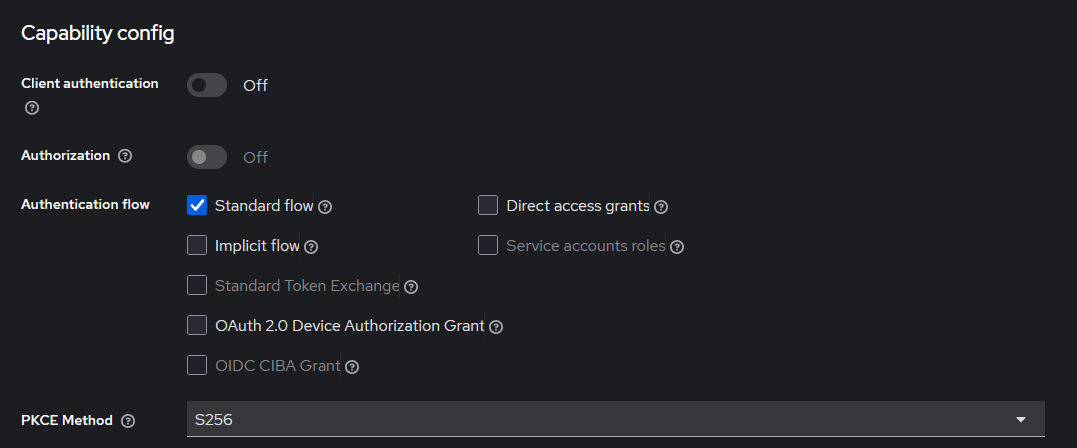 Capability config
Client authentication
Off
Authorization
Off
Authentication flow
Standard flow
Direct access grants
Implicit flow
Service accounts roles
Standard Token Exchange
OAuth 2.0 Device Authorization Grant
OIDC CIBA Grant
PKCE Method
S256